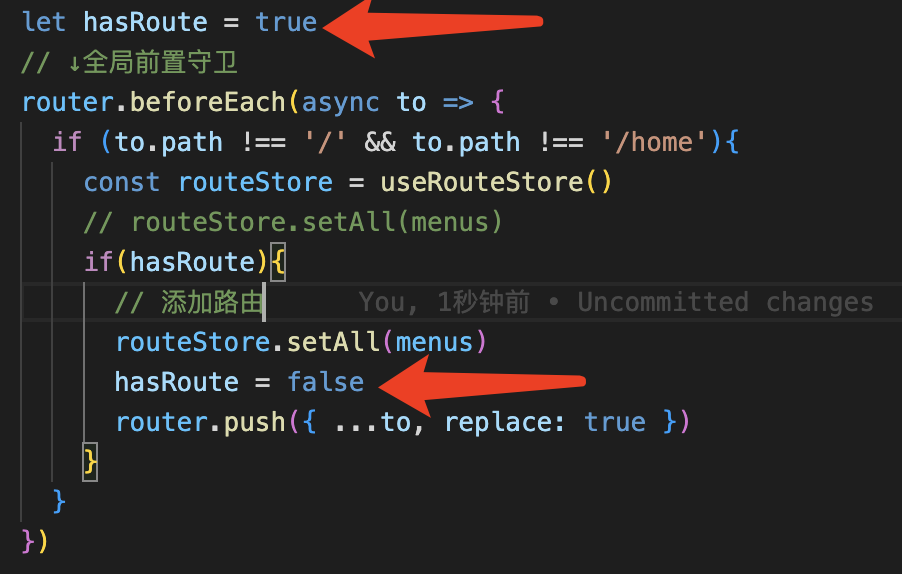 let hasRoute = true
// ↓全局前置守卫
router.beforeEach(async to => {
if (to.path !== '/' && to.path !== '/home'){
const routeStore = useRouteStore()
// routeStore.setAll(menus)
if(hasRoute){
// 添加路由 You, 1秒钟前 • Uncommitted changes
routeStore.setAll(menus)
hasRoute = false
router.push({ ...to, replace: true })
}
}
})